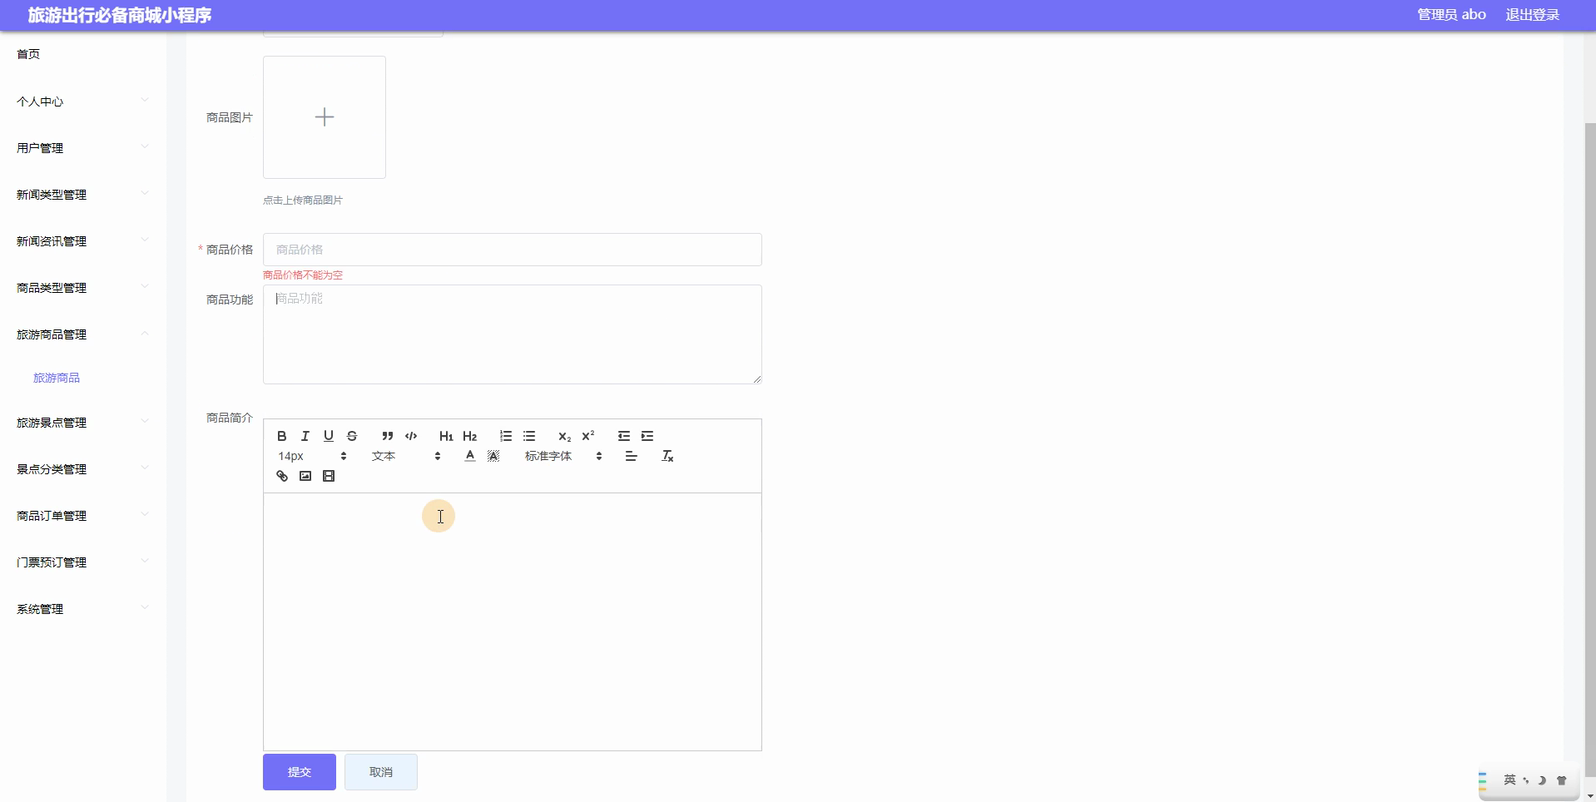 旅游出行必备商城小程序
管理员 abo 退出登录
首页
个人中心
用户管理
新闻类型管理
新闻资讯管理
商品类型管理
旅游商品管理
旅游商品
旅游景点管理
景点分类管理
商品订单管理
门票预订管理
系统管理
商品图片
点击上传商品图片
* 商品价格 商品价格
商品价格不能为空
商品功能 商品功能
商品简介
B I U S H1 H2 X2 X2
14px 文本 A A 标准字体 Tx
提交 取消
英